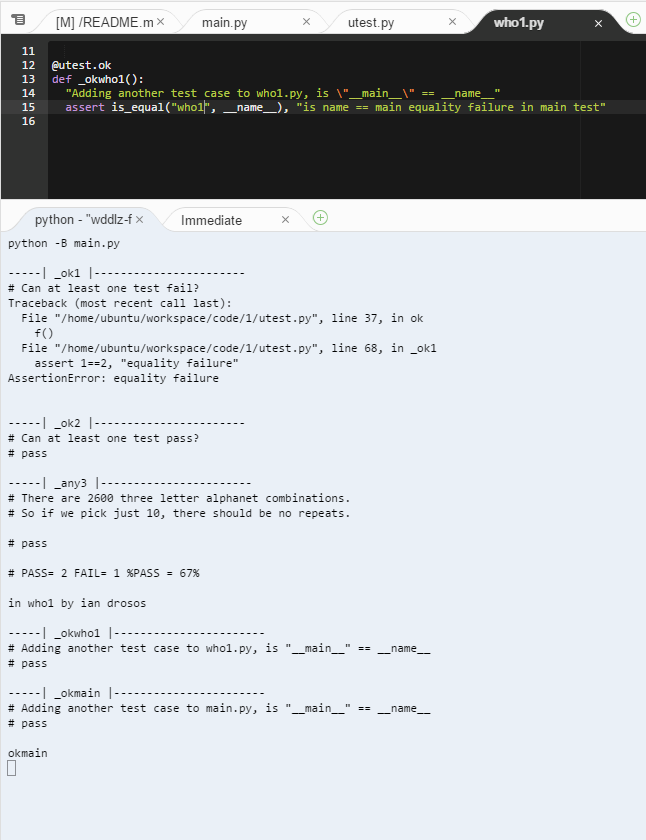 [M] /README.m × main.py × utest.py × who1.py ×
11
12 @utest.ok
13 def _okwho1():
14 "Adding another test case to who1.py, is \"__main__\" == __name__"
15 assert is_equal("who1", __name__), "is name == main equality failure in main test"
16
python - "wddlz-f × Immediate ×
python -B main.py
-----| _ok1 |-----------------------
# Can at least one test fail?
Traceback (most recent call last):
File "/home/ubuntu/workspace/code/1/utest.py", line 37, in ok
f()
File "/home/ubuntu/workspace/code/1/utest.py", line 68, in _ok1
assert 1==2, "equality failure"
AssertionError: equality failure
-----| _ok2 |-----------------------
# Can at least one test pass?
# pass
-----| _any3 |-----------------------
# There are 2600 three letter alphanet combinations.
# So if we pick just 10, there should be no repeats.
# pass
# PASS= 2 FAIL= 1 %PASS = 67%
in who1 by ian drosos
-----| _okwho1 |-----------------------
# Adding another test case to who1.py, is "__main__" == __name__
# pass
-----| _okmain |-----------------------
# Adding another test case to main.py, is "__main__" == __name__
# pass
okmain